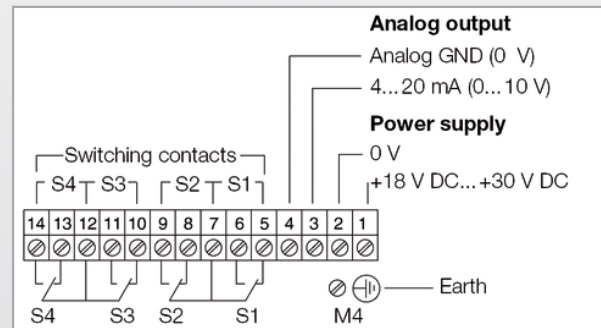 Analog output
Analog GND (0 V)
4...20 mA (0...10 V)
Power supply
0 V
+18 V DC...+30 V DC
Switching contacts
S4 S3 S2 S1
14 13 12 11 10 9 8 7 6 5 4 3 2 1
Earth
S4 S3 S2 S1 M4